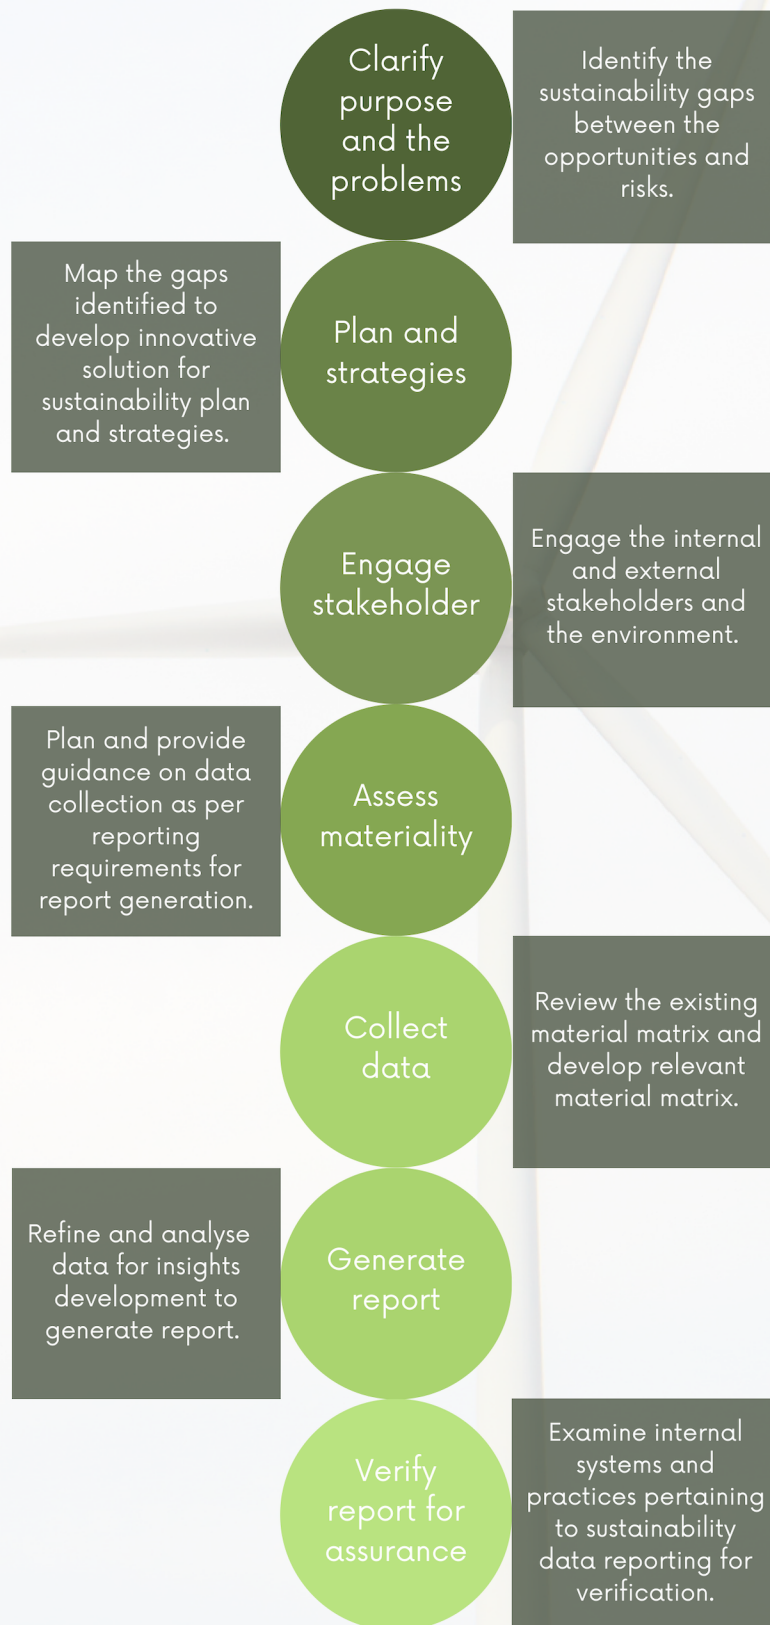 Clarify
purpose
and the
problems
Identify the
sustainability gaps
between the
opportunities and
risks.
Map the gaps
identified to
develop innovative
solution for
sustainability plan
and strategies.
Plan and
strategies
Engage
stakeholder
Engage the internal
and external
stakeholders and
the environment.
Plan and provide
guidance on data
collection as per
reporting
requirements for
report generation.
Assess
materiality
Collect
data
Review the existing
material matrix and
develop relevant
material matrix.
Refine and analyse
data for insights
development to
generate report.
Generate
report
Verify
report for
assurance
Examine internal
systems and
practices pertaining
to sustainability
data reporting for
verification.